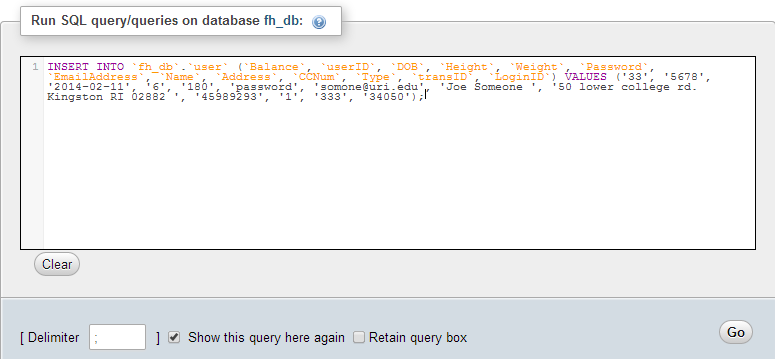 Run SQL query/queries on database fh_db:
1 INSERT INTO `fh_db`.`user` (`Balance`, `userID`, `DOB`, `Height`, `Weight`, `Password`,
`EmailAddress`, `Name`, `Address`, `CCNum`, `Type`, `transID`, `LoginID`) VALUES ('33', '5678',
'2014-02-11', '6', '180', 'password', 'somone@uri.edu', 'Joe Someone ', '50 lower college rd.
Kingston RI 02882 ', '45989293', '1', '333', '34050');
Clear
[ Delimiter ; ] Show this query here again Retain query box Go